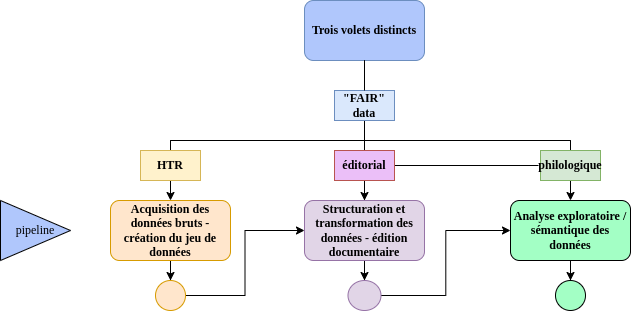 Trois volets distincts
"FAIR"
data
HTR
éditorial
philologique
pipeline
Acquisition des
données bruts -
création du jeu de
données
Structuration et
transformation des
données - édition
documentaire
Analyse exploratoire /
sémantique des
données